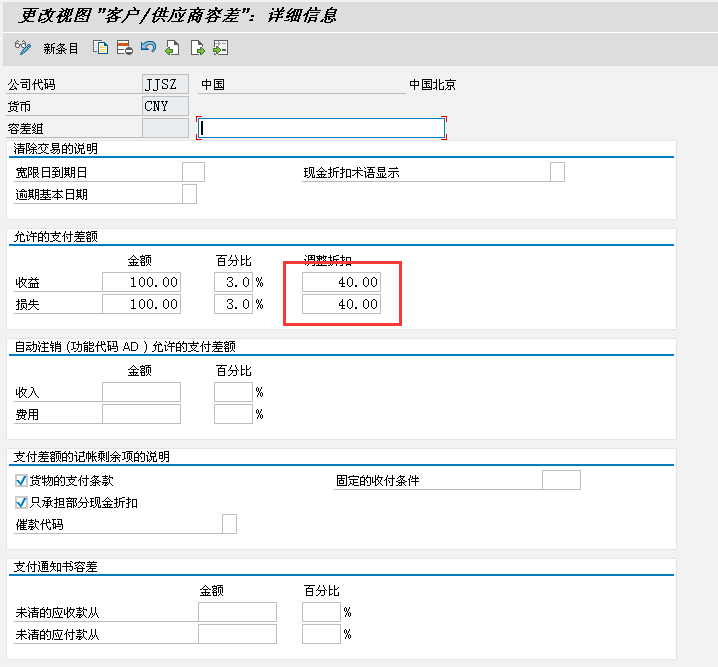 更改视图"客户/供应商容差": 详细信息
新条目
公司代码 JJSZ 中国 中国北京
货币 CNY
容差组
清除交易的说明
宽限日到期日 现金折扣术语显示
逾期基本日期
允许的支付差额
金额 百分比 调整折扣
收益 100.00 3.0 % 40.00
损失 100.00 3.0 % 40.00
自动注销 (功能代码 AD ) 允许的支付差额
金额 百分比
收入 %
费用 %
支付差额的记帐剩余项的说明
货物的支付条款 固定的收付条件
只承担部分现金折扣
催款代码
支付通知书容差
金额 百分比
未清的应收款从 %
未清的应付款从 %